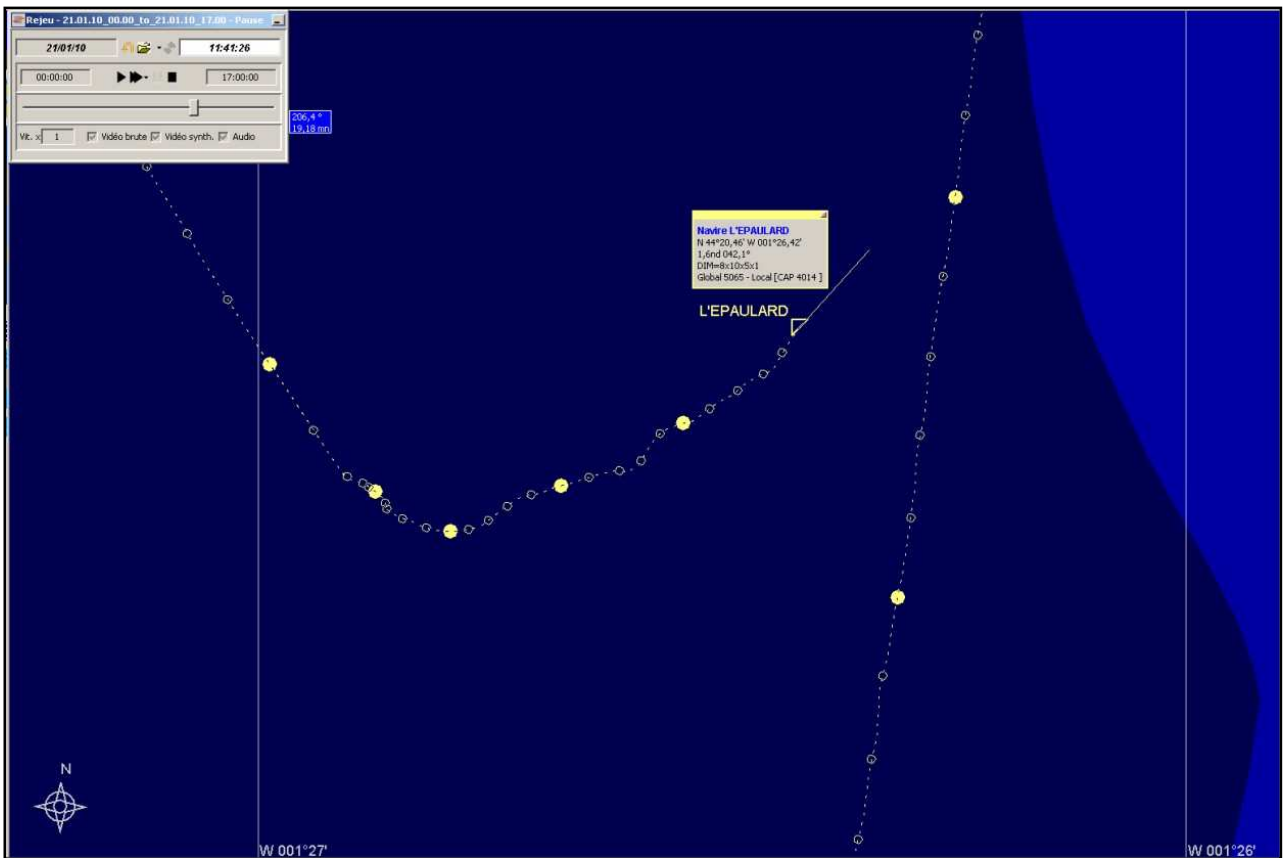 Rejeu - 21.01.10_00.00_to_21.01.10_17.00 - Pause
21/01/10 11:41:26
00:00:00 17:00:00
Vit. x 1 Vidéo brute Vidéo synth. Audio
206,4 °
19,18 mn
Navire L'EPAULARD
N 44°20,46' W 001°26,42'
1,6nd 042,1°
DIM=8x10x5x1
Global 5065 - Local [CAP 4014 ]
L'EPAULARD
N
W 001°27'
W 001°26'